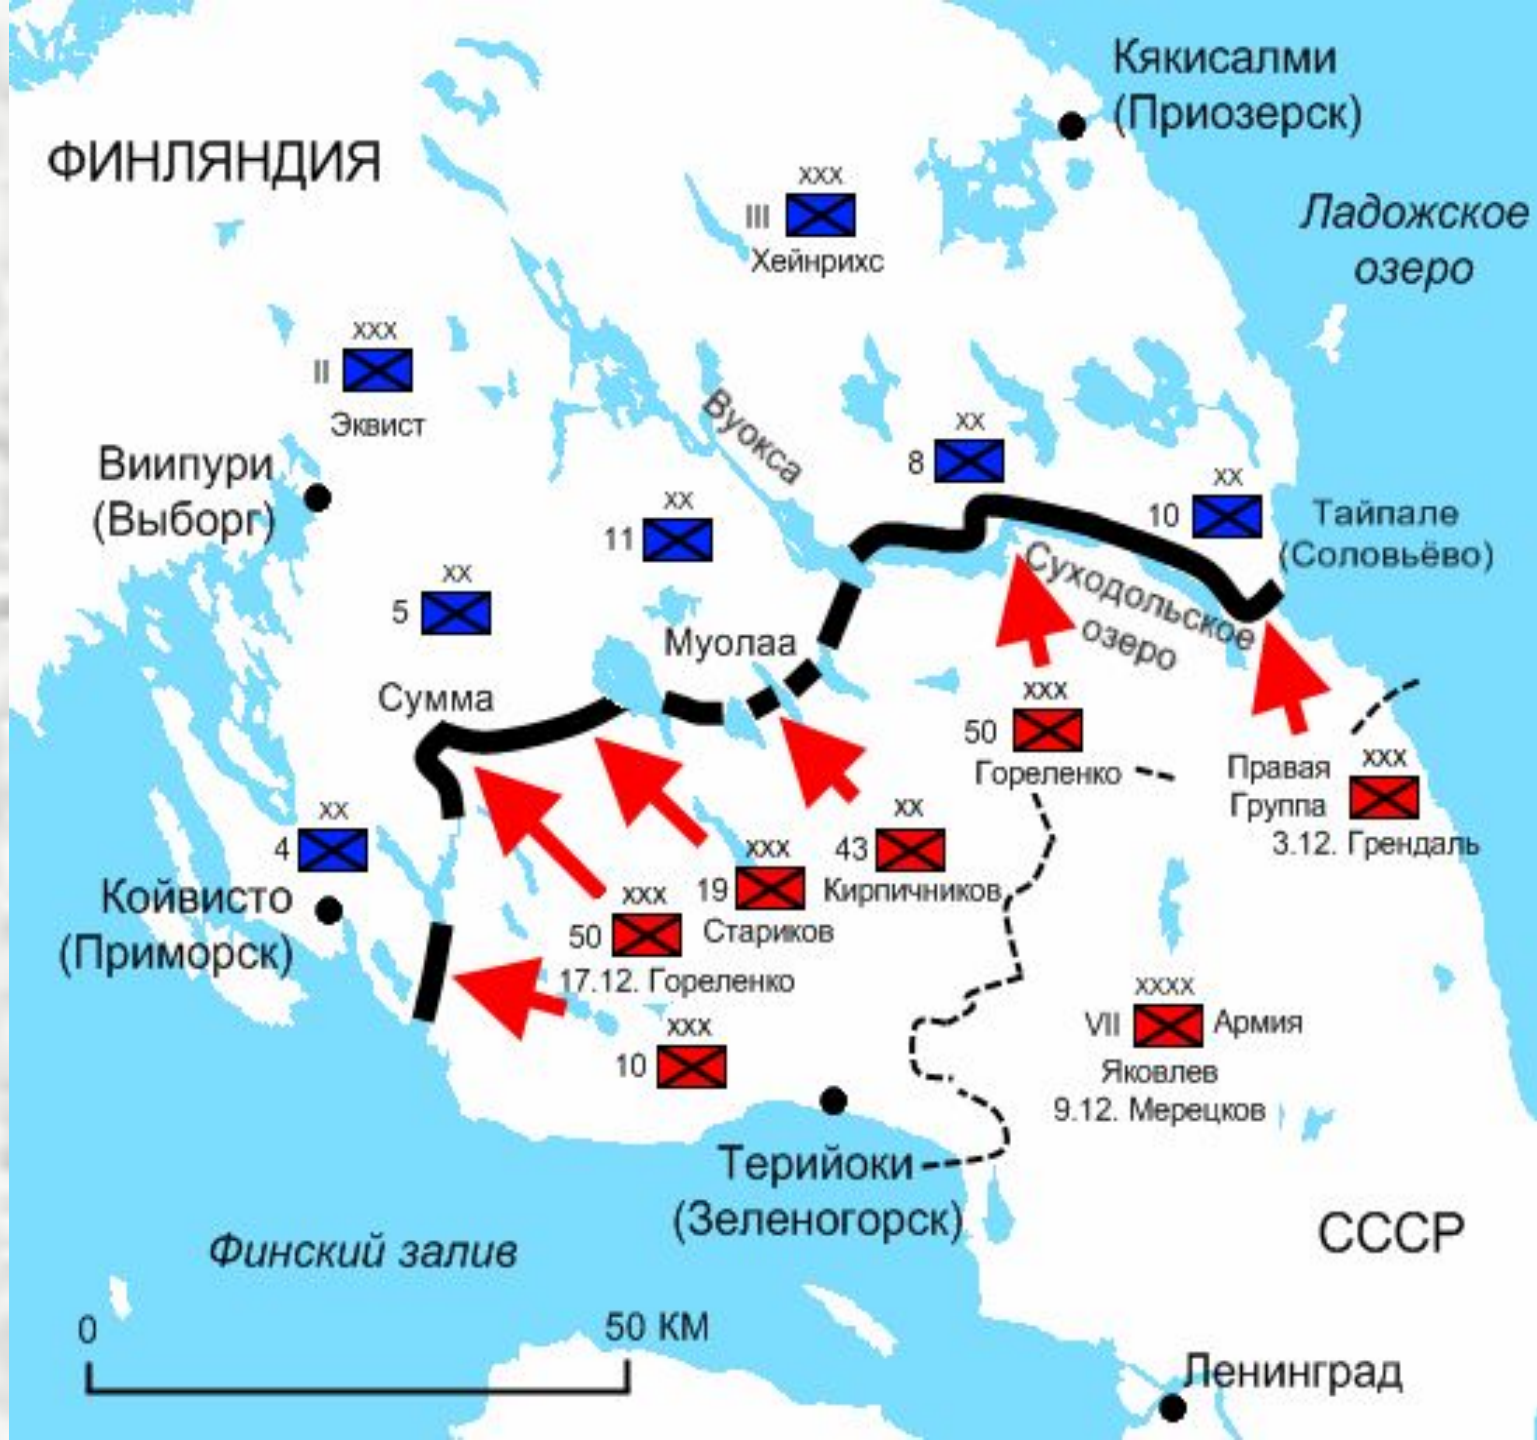 Кякисалми
(Приозерск)
ФИНЛЯНДИЯ
XXX
III
Хейнрихс
Ладожское
озеро
XXX
II
Эквист
Вуокса
Виипури
(Выборг)
XX
8
XX
10
Тайпале
(Соловьёво)
XX
11
XX
5
Суходольское
озеро
Муолаа
Сумма
XXX
50
Гореленко
Правая
Группа
XXX
3.12. Грендаль
XX
4
XX
43
Кирпичников
XXX
19
Стариков
XXX
50
17.12. Гореленко
Койвисто
(Приморск)
XXX
10
XXXX
VII
Армия
Яковлев
9.12. Мерецков
Терийоки
(Зеленогорск)
СССР
Финский залив
0
50 КМ
Ленинград